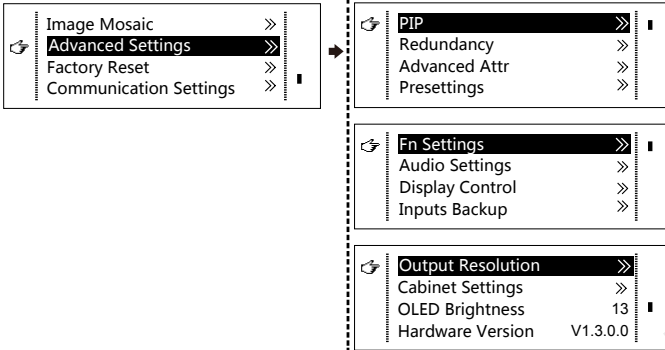 Image Mosaic
Advanced Settings
Factory Reset
Communication Settings
PIP
Redundancy
Advanced Attr
Presettings
Fn Settings
Audio Settings
Display Control
Inputs Backup
Output Resolution
Cabinet Settings
OLED Brightness 13
Hardware Version V1.3.0.0